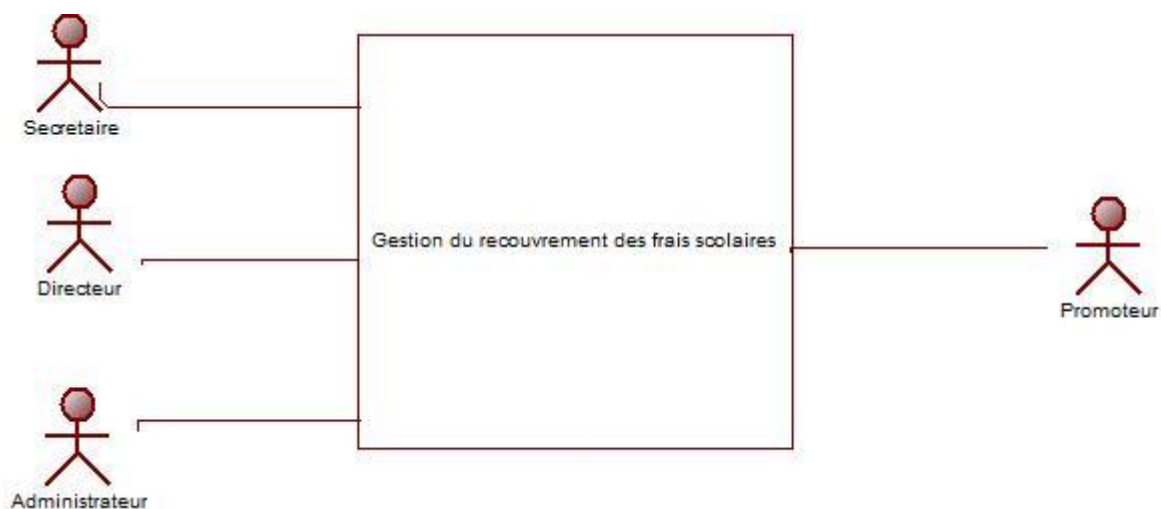 Secretaire
Directeur
Gestion du recouvrement des frais scolaires
Promoteur
Administrateur